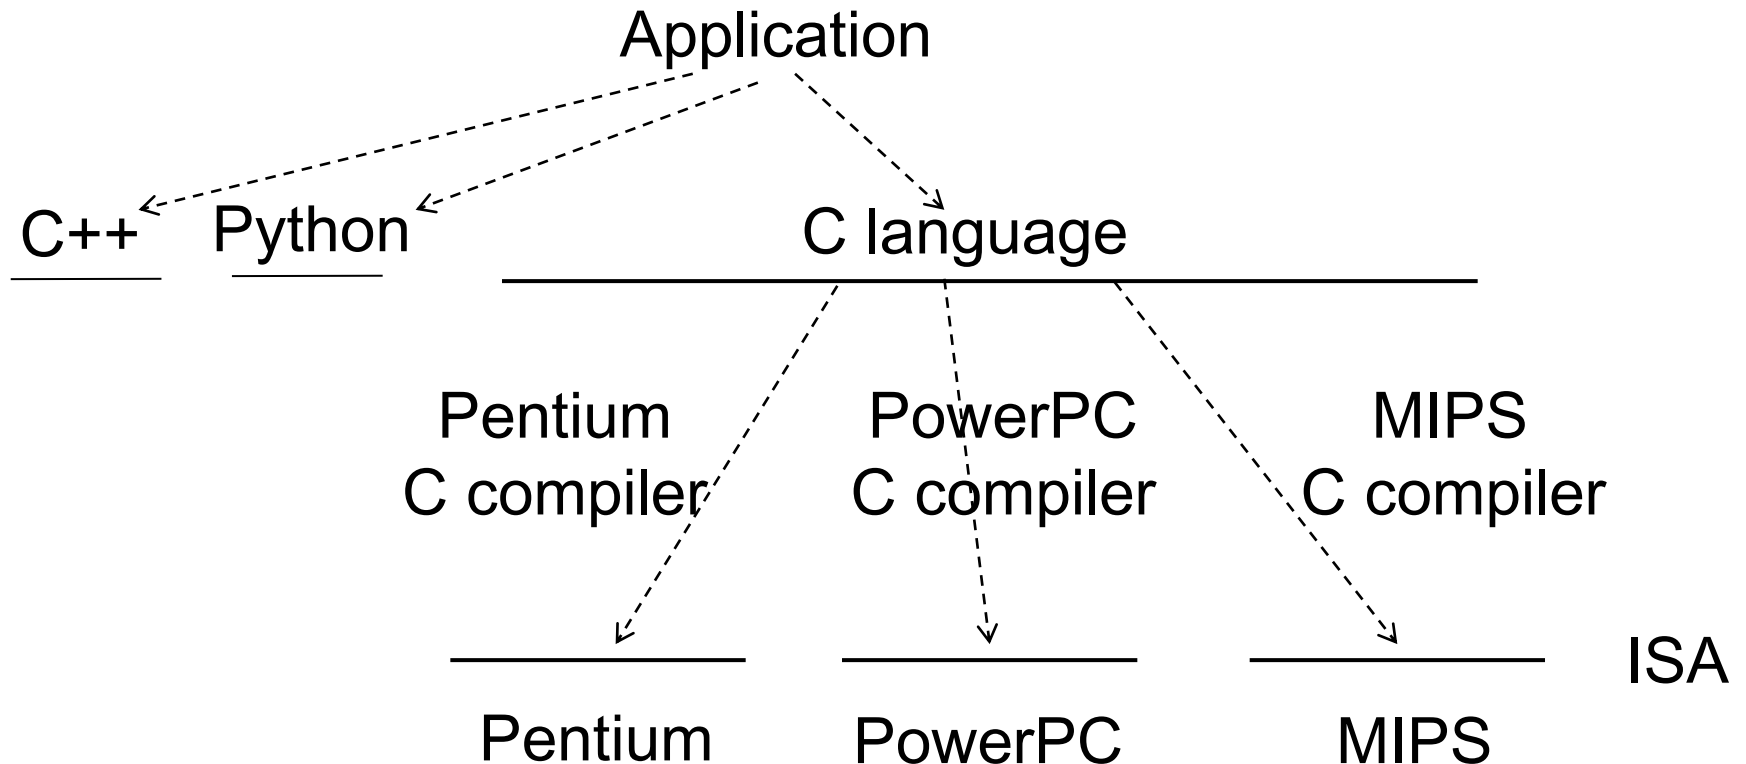 Application
C++
Python
C language
Pentium
C compiler
PowerPC
C compiler
MIPS
C compiler
ISA
Pentium
PowerPC
MIPS